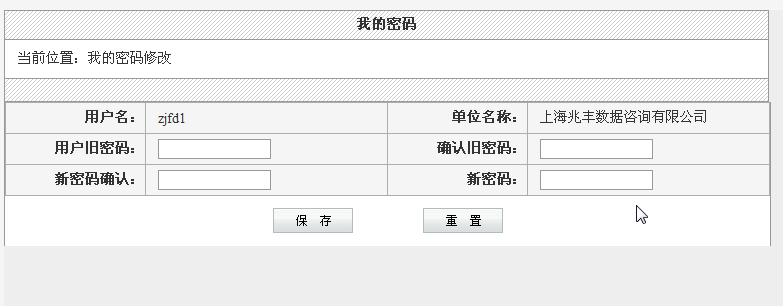 我的密码
当前位置：我的密码修改
用户名： zjfd1 单位名称： 上海兆丰数据咨询有限公司
用户旧密码： 确认旧密码：
新密码确认： 新密码：
保 存 重 置